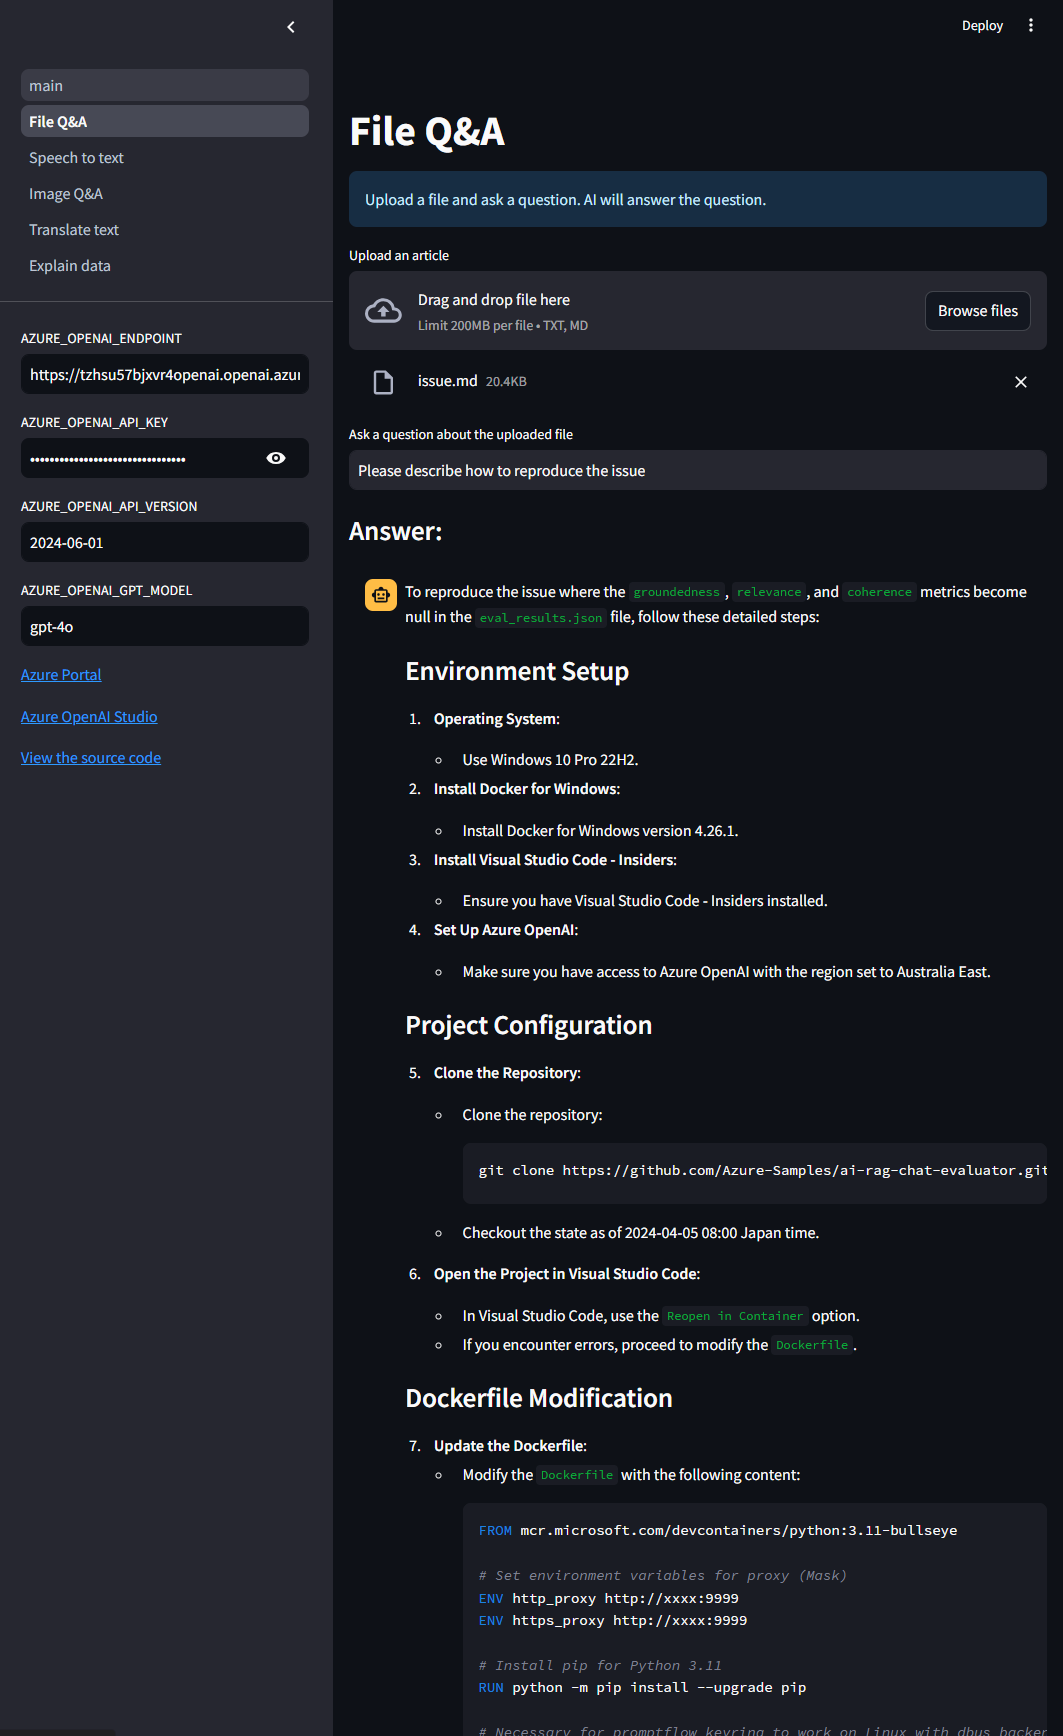 Deploy
main
File Q&A
Speech to text
Image Q&A
Translate text
Explain data
AZURE_OPENAI_ENDPOINT
https://tzhsu57bjxvr4openai.openai.azur
AZURE_OPENAI_API_KEY
AZURE_OPENAI_API_VERSION
2024-06-01
AZURE_OPENAI_GPT_MODEL
gpt-4o
Azure Portal
Azure OpenAI Studio
View the source code
File Q&A
Upload a file and ask a question. AI will answer the question.
Upload an article
Drag and drop file here
Limit 200MB per file • TXT, MD
Browse files
issue.md 20.4KB
Ask a question about the uploaded file
Please describe how to reproduce the issue
Answer:
To reproduce the issue where the groundedness, relevance, and coherence metrics become
null in the eval_results.json file, follow these detailed steps:
Environment Setup
1. Operating System:
Use Windows 10 Pro 22H2.
2. Install Docker for Windows:
Install Docker for Windows version 4.26.1.
3. Install Visual Studio Code - Insiders:
Ensure you have Visual Studio Code - Insiders installed.
4. Set Up Azure OpenAI:
Make sure you have access to Azure OpenAI with the region set to Australia East.
Project Configuration
5. Clone the Repository:
Clone the repository:
git clone https://github.com/Azure-Samples/ai-rag-chat-evaluator.git
Checkout the state as of 2024-04-05 08:00 Japan time.
6. Open the Project in Visual Studio Code:
In Visual Studio Code, use the Reopen in Container option.
If you encounter errors, proceed to modify the Dockerfile.
Dockerfile Modification
7. Update the Dockerfile:
Modify the Dockerfile with the following content:
FROM mcr.microsoft.com/devcontainers/python:3.11-bullseye
# Set environment variables for proxy (Mask)
ENV http_proxy http://xxxx:9999
ENV https_proxy http://xxxx:9999
# Install pip for Python 3.11
RUN python -m pip install --upgrade pip
# Necessary for promptflow keyring to work on Linux with dbus backen